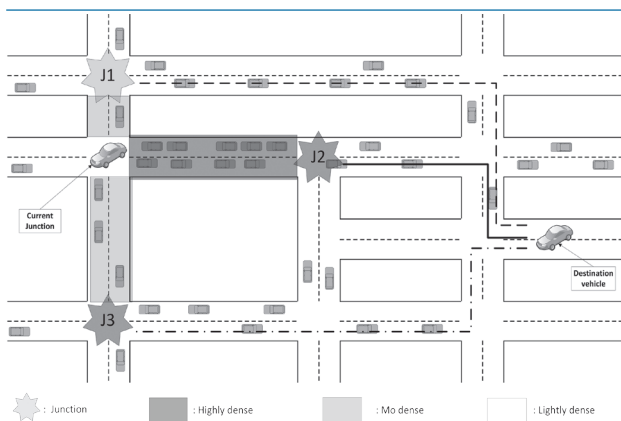 J1
J2
Current
Junction
Destination
vehicle
J3
: Junction
: Highly dense
: Mo dense
: Lightly dense